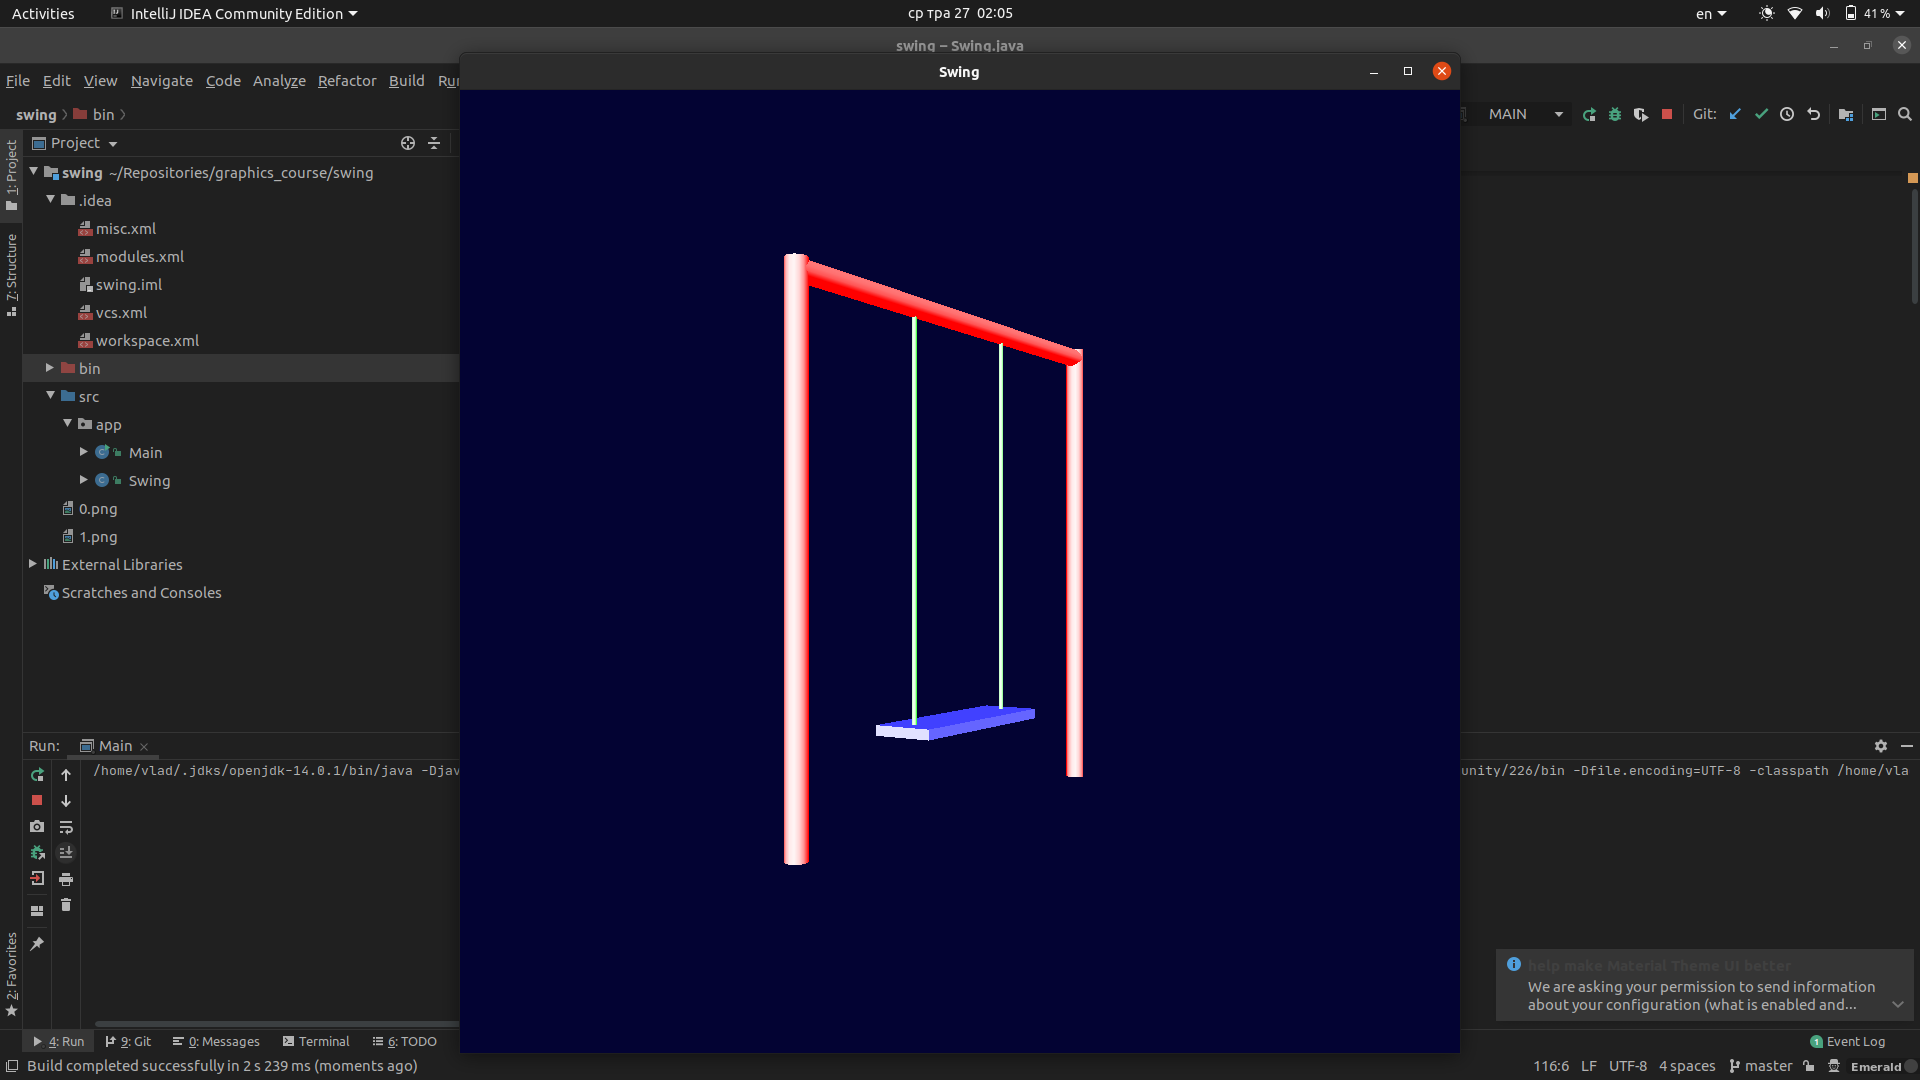 Activities
IntelliJ IDEA Community Edition
ср тра 27 02:05
en
41 %
swing – Swing.java
Swing
File Edit View Navigate Code Analyze Refactor Build
swing bin
MAIN
Git:
Project
1: Project
7: Structure
2: Favorites
swing ~/Repositories/graphics_course/swing
.idea
misc.xml
modules.xml
swing.iml
vcs.xml
workspace.xml
bin
src
app
Main
Swing
0.png
1.png
External Libraries
Scratches and Consoles
Run: Main
/home/vlad/.jdks/openjdk-14.0.1/bin/java -Djav
unity/226/bin -Dfile.encoding=UTF-8 -classpath /home/vla
help make Material Theme UI better
We are asking your permission to send information
about your configuration (what is enabled and...
4: Run 9: Git 0: Messages Terminal 6: TODO
1 Event Log
Build completed successfully in 2 s 239 ms (moments ago)
116:6 LF UTF-8 4 spaces master Emerald